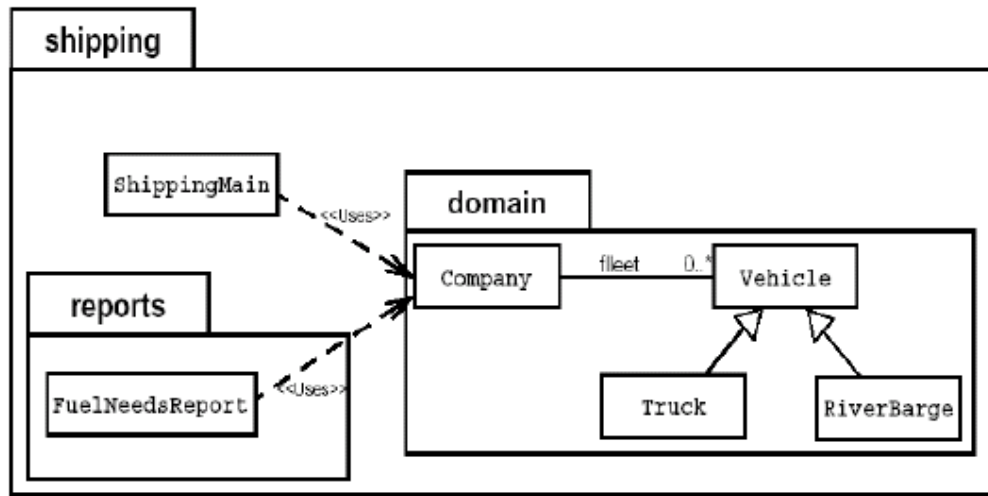 shipping
ShippingMain
<<Uses>>
domain
Company
flleet
0..*
Vehicle
reports
<<Uses>>
FuelNeedsReport
Truck
RiverBarge